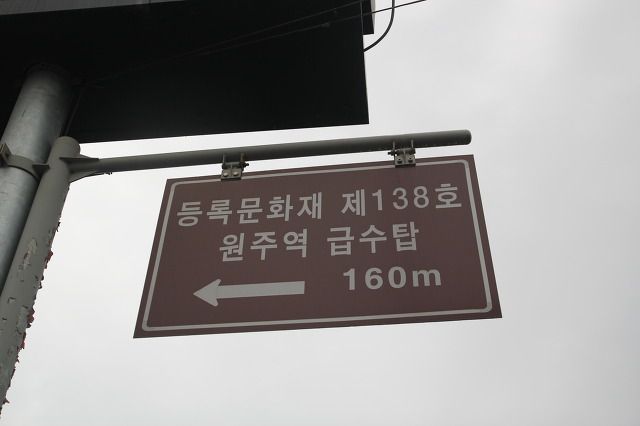 등록문화재 제138호
원주역 급수탑
← 160m